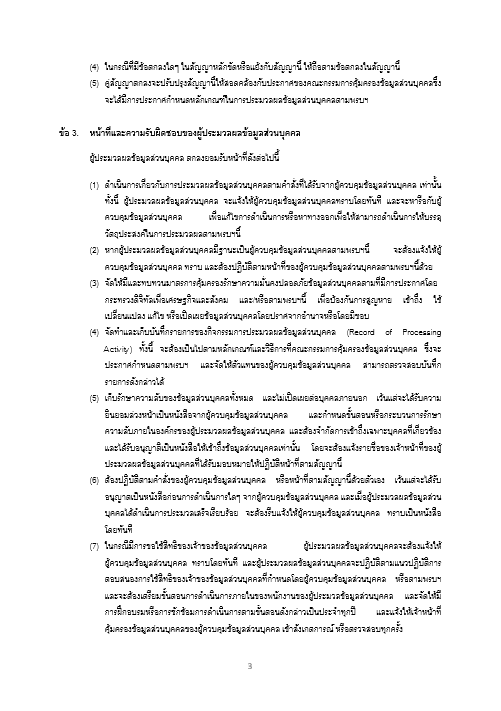 (4) ในกรณีที่มีข้อตกลงใดๆ ในสัญญาหลักขัดหรือแย้งกับสัญญานี้ ให้ถือตามข้อตกลงในสัญญานี้
(5) คู่สัญญาตกลงจะปรับปรุงสัญญานี้ให้สอดคล้องกับประกาศของคณะกรรมการคุ้มครองข้อมูลส่วนบุคคลซึ่ง
จะได้มีการประกาศกำหนดหลักเกณฑ์ในการประมวลผลข้อมูลส่วนบุคคลตามพรบฯ
ข้อ 3. หน้าที่และความรับผิดชอบของผู้ประมวลผลข้อมูลส่วนบุคคล
ผู้ประมวลผลข้อมูลส่วนบุคคล ตกลงยอมรับหน้าที่ดังต่อไปนี้
(1) ดำเนินการเกี่ยวกับการประมวลผลข้อมูลส่วนบุคคลตามคำสั่งที่ได้รับจากผู้ควบคุมข้อมูลส่วนบุคคล เท่านั้น
ทั้งนี้ ผู้ประมวลผลข้อมูลส่วนบุคคล จะแจ้งให้ผู้ควบคุมข้อมูลส่วนบุคคลทราบโดยทันที และจะหารือกับผู้
ควบคุมข้อมูลส่วนบุคคล เพื่อแก้ไขการดำเนินการหรือหาทางออกเพื่อให้สามารถดำเนินการให้บรรลุ
วัตถุประสงค์ในการประมวลผลตามพรบฯนี้
(2) หากผู้ประมวลผลข้อมูลส่วนบุคคลมีฐานะเป็นผู้ควบคุมข้อมูลส่วนบุคคลตามพรบฯนี้ จะต้องแจ้งให้ผู้
ควบคุมข้อมูลส่วนบุคคล ทราบ และต้องปฏิบัติตามหน้าที่ของผู้ควบคุมข้อมูลส่วนบุคคลตามพรบฯนี้ด้วย
(3) จัดให้มีและทบทวนมาตรการคุ้มครองรักษาความมั่นคงปลอดภัยข้อมูลส่วนบุคคลตามที่มีการประกาศโดย
กระทรวงดิจิทัลเพื่อเศรษฐกิจและสังคม และ/หรือตามพรบฯนี้ เพื่อป้องกันการสูญหาย เข้าถึง ใช้
เปลี่ยนแปลง แก้ไข หรือเปิดเผยข้อมูลส่วนบุคคลโดยปราศจากอำนาจหรือโดยมิชอบ
(4) จัดทำและเก็บบันทึกรายการของกิจกรรมการประมวลผลข้อมูลส่วนบุคคล (Record of Processing
Activity) ทั้งนี้ จะต้องเป็นไปตามหลักเกณฑ์และวิธีการที่คณะกรรมการคุ้มครองข้อมูลส่วนบุคคล ซึ่งจะ
ประกาศกำหนดตามพรบฯ และจัดให้ตัวแทนของผู้ควบคุมข้อมูลส่วนบุคคล สามารถตรวจสอบบันทึก
รายการดังกล่าวได้
(5) เก็บรักษาความลับของข้อมูลส่วนบุคคลทั้งหมด และไม่เปิดเผยต่อบุคคลภายนอก เว้นแต่จะได้รับความ
ยินยอมล่วงหน้าเป็นหนังสือจากผู้ควบคุมข้อมูลส่วนบุคคล และกำหนดขั้นตอนหรือกระบวนการรักษา
ความลับภายในองค์กรของผู้ประมวลผลข้อมูลส่วนบุคคล และต้องจำกัดการเข้าถึงเฉพาะบุคคลที่เกี่ยวข้อง
และได้รับอนุญาตเป็นหนังสือให้เข้าถึงข้อมูลส่วนบุคคลเท่านั้น โดยจะต้องแจ้งรายชื่อของเจ้าหน้าที่ของผู้
ประมวลผลข้อมูลส่วนบุคคลที่ได้รับมอบหมายให้ปฏิบัติหน้าที่ตามสัญญานี้
(6) ต้องปฏิบัติตามคำสั่งของผู้ควบคุมข้อมูลส่วนบุคคล หรือหน้าที่ตามสัญญานี้ด้วยตัวเอง เว้นแต่จะได้รับ
อนุญาตเป็นหนังสือก่อนการดำเนินการใดๆ จากผู้ควบคุมข้อมูลส่วนบุคคล และเมื่อผู้ประมวลผลข้อมูลส่วน
บุคคลได้ดำเนินการประมวลเสร็จเรียบร้อย จะต้องรีบแจ้งให้ผู้ควบคุมข้อมูลส่วนบุคคล ทราบเป็นหนังสือ
โดยทันที
(7) ในกรณีมีการขอใช้สิทธิของเจ้าของข้อมูลส่วนบุคคล ผู้ประมวลผลข้อมูลส่วนบุคคลจะต้องแจ้งให้
ผู้ควบคุมข้อมูลส่วนบุคคล ทราบโดยทันที และผู้ประมวลผลข้อมูลส่วนบุคคลจะปฏิบัติตามแนวปฏิบัติการ
ตอบสนองการใช้สิทธิของเจ้าของข้อมูลส่วนบุคคลที่กำหนดโดยผู้ควบคุมข้อมูลส่วนบุคคล หรือตามพรบฯ
และจะต้องเตรียมขั้นตอนการดำเนินการภายในของพนักงานของผู้ประมวลผลข้อมูลส่วนบุคคล และจัดให้มี
การฝึกอบรมหรือการซักซ้อมการดำเนินการตามขั้นตอนดังกล่าวเป็นประจำทุกปี และแจ้งให้เจ้าหน้าที่
คุ้มครองข้อมูลส่วนบุคคลของผู้ควบคุมข้อมูลส่วนบุคคล เข้าสังเกตการณ์ หรือตรวจสอบทุกครั้ง
3